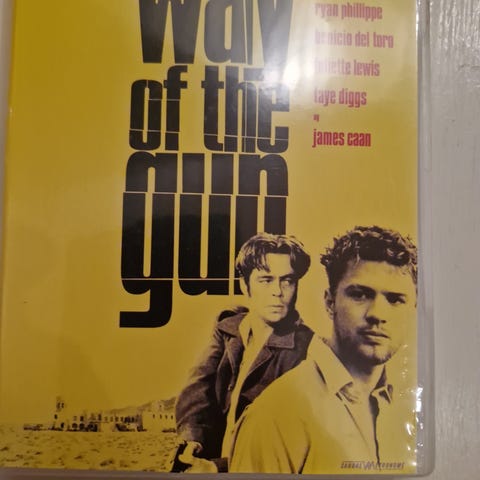 way
of the
gun
ryan phillippe
benicio del toro
juliette lewis
taye diggs
james caan